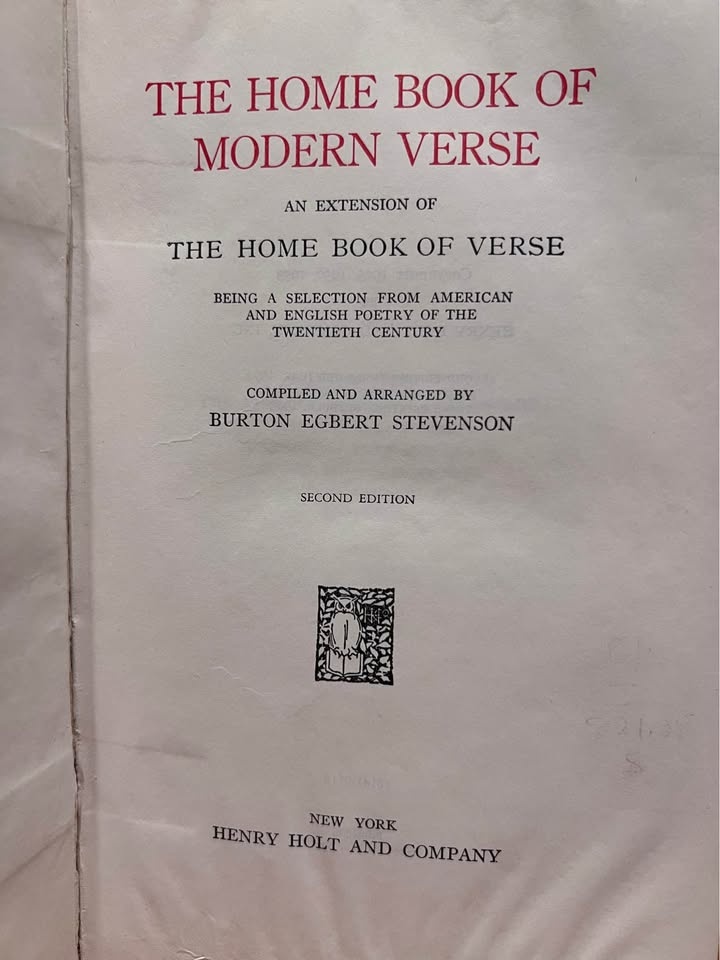 THE HOME BOOK OF
MODERN VERSE
AN EXTENSION OF
THE HOME BOOK OF VERSE
BEING A SELECTION FROM AMERICAN
AND ENGLISH POETRY OF THE
TWENTIETH CENTURY
COMPILED AND ARRANGED BY
BURTON EGBERT STEVENSON
SECOND EDITION
NEW YORK
HENRY HOLT AND COMPANY